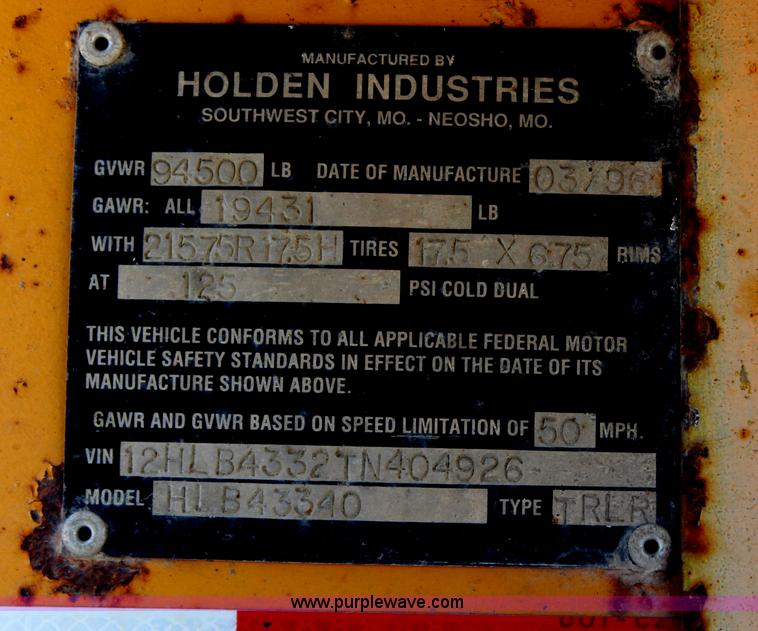 MANUFACTURED BY
HOLDEN INDUSTRIES
SOUTHWEST CITY, MO. - NEOSHO, MO.
GVWR 94500 LB DATE OF MANUFACTURE 03/96
GAWR: ALL 19431 LB
WITH 21575R17.5H TIRES 17.5 X 6.75 RIMS
AT 125 PSI COLD DUAL
THIS VEHICLE CONFORMS TO ALL APPLICABLE FEDERAL MOTOR
VEHICLE SAFETY STANDARDS IN EFFECT ON THE DATE OF ITS
MANUFACTURE SHOWN ABOVE.
GAWR AND GVWR BASED ON SPEED LIMITATION OF 50 MPH.
VIN 12HLB4332TN404926
MODEL HLB43340 TYPE TRLR
www.purplewave.com